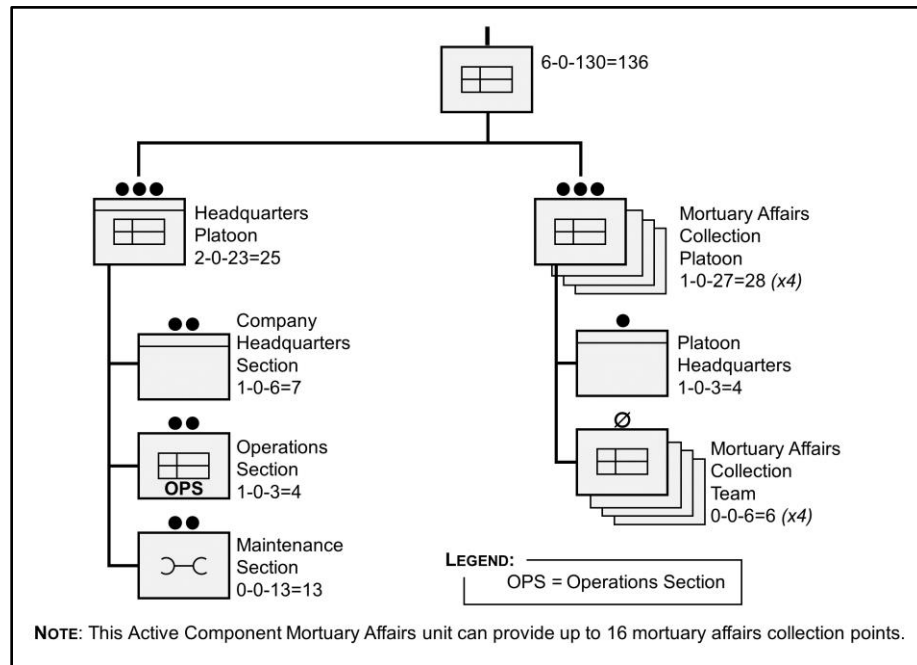 6-0-130=136
Headquarters
Platoon
2-0-23=25
Company
Headquarters
Section
1-0-6=7
OPS
Operations
Section
1-0-3=4
Maintenance
Section
0-0-13=13
Mortuary Affairs
Collection
Platoon
1-0-27=28 (x4)
Platoon
Headquarters
1-0-3=4
Mortuary Affairs
Collection
Team
0-0-6=6 (x4)
LEGEND:
OPS = Operations Section
NOTE: This Active Component Mortuary Affairs unit can provide up to 16 mortuary affairs collection points.